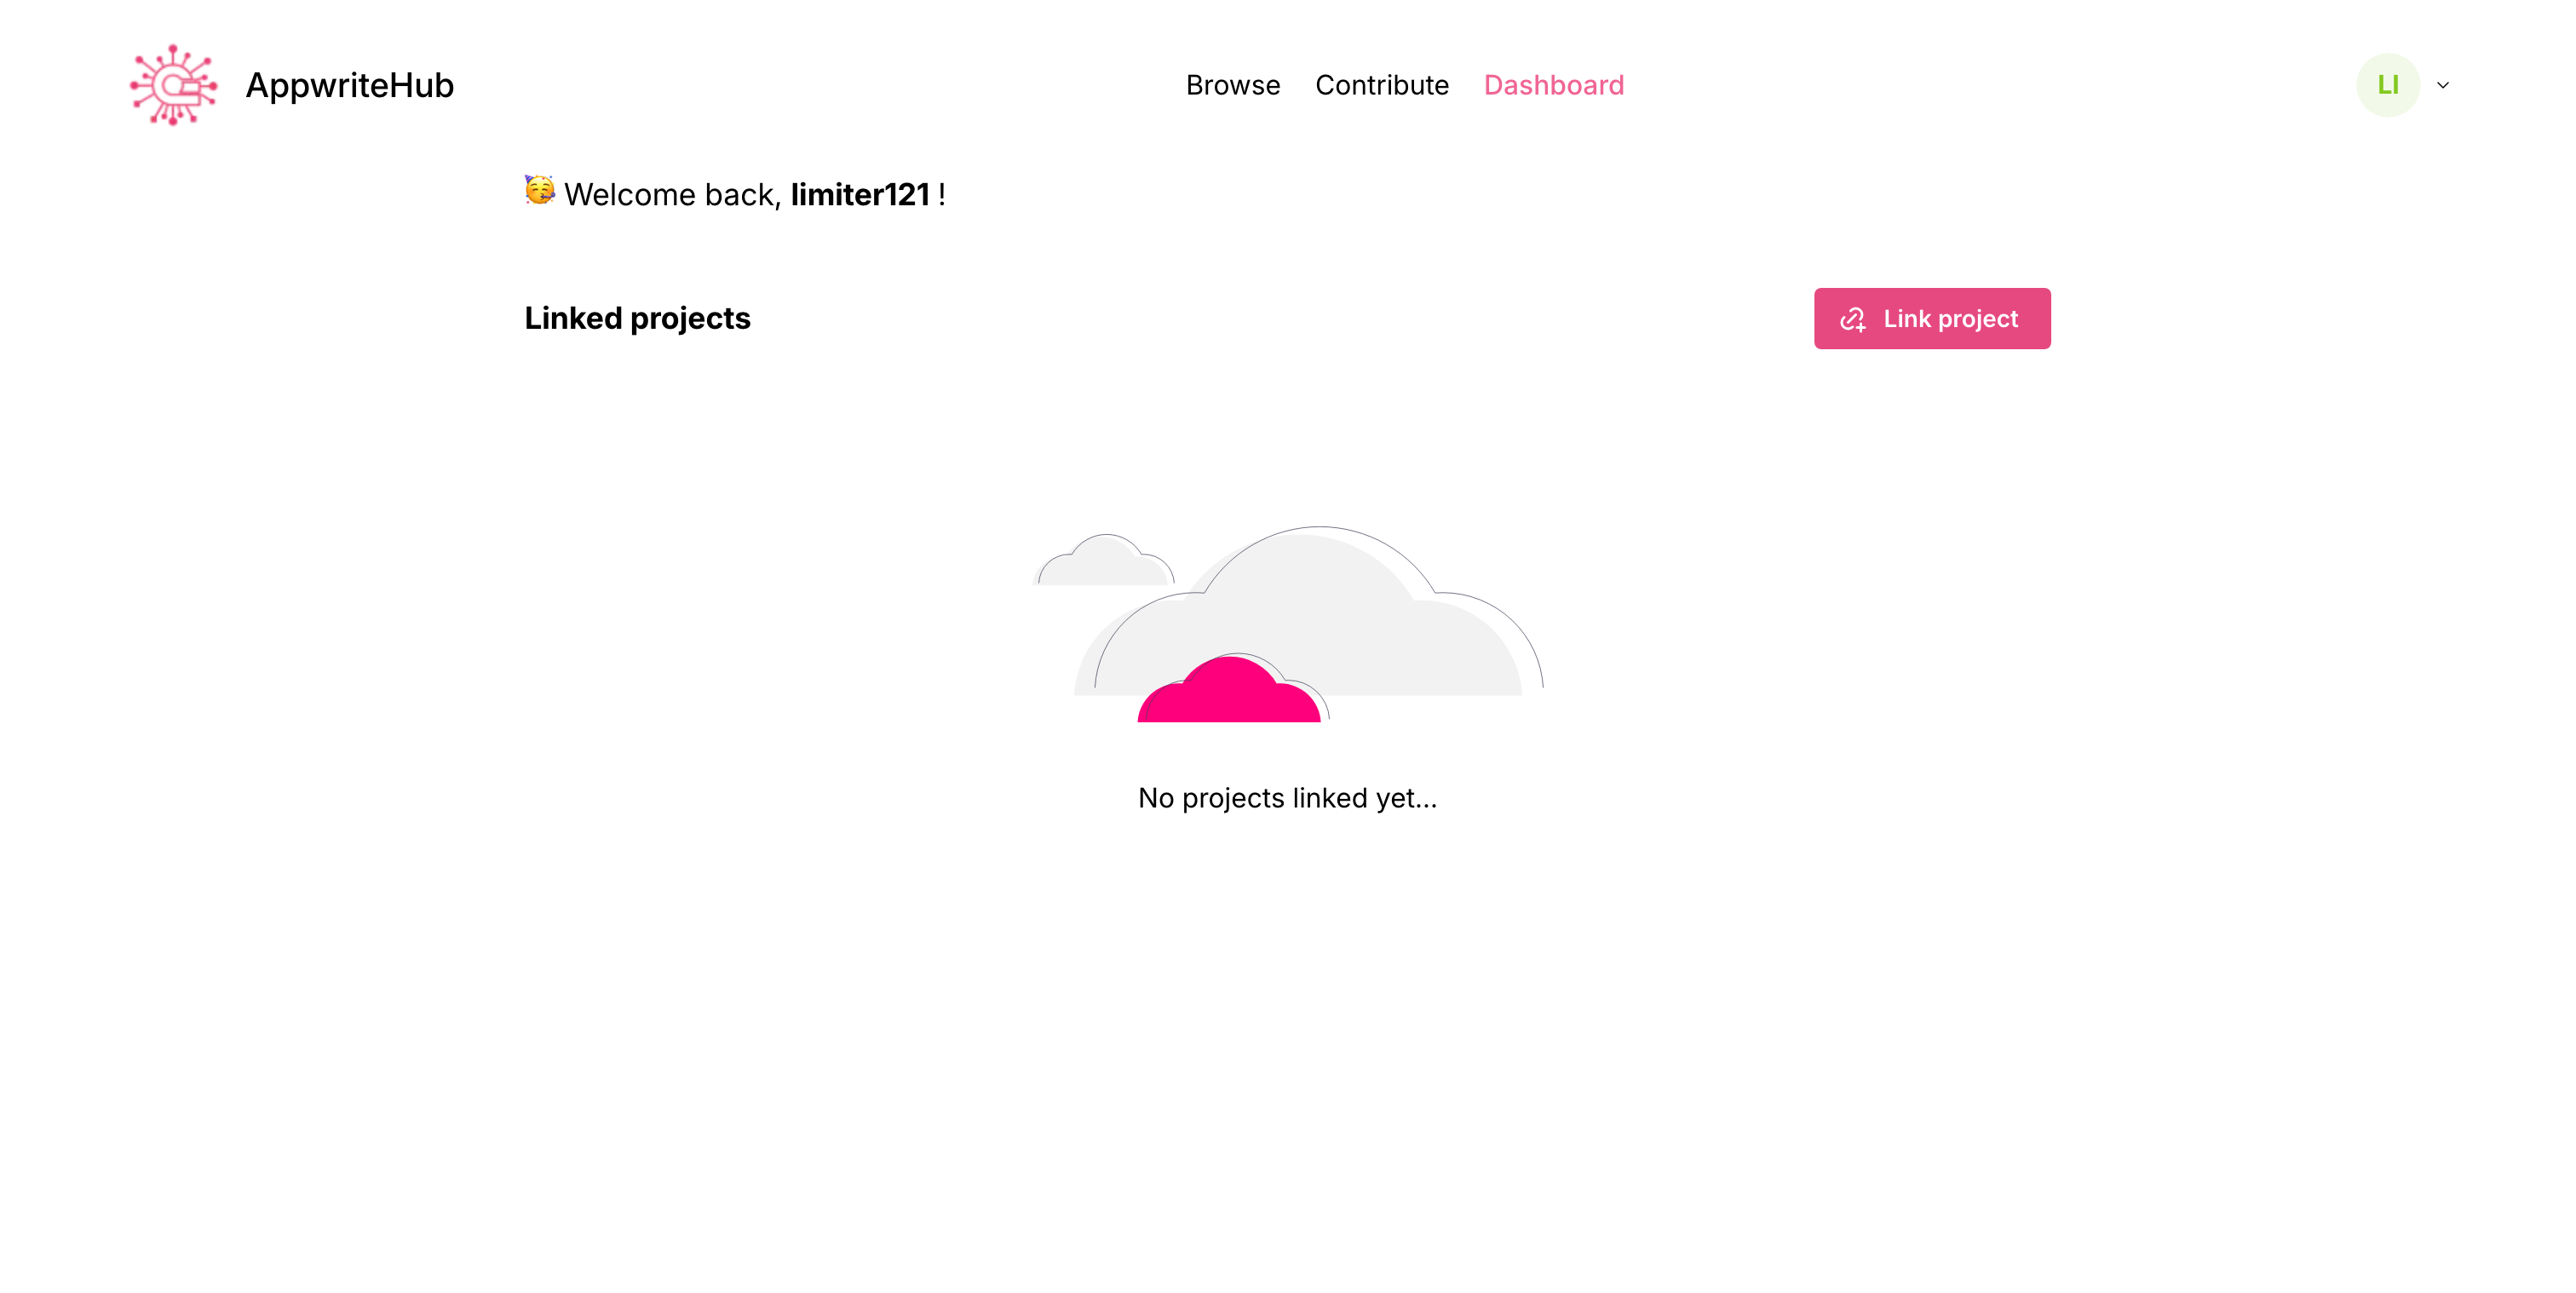 AppwriteHub
Browse Contribute Dashboard
LI
🥳 Welcome back, limiter121 !
Linked projects
Link project
No projects linked yet...